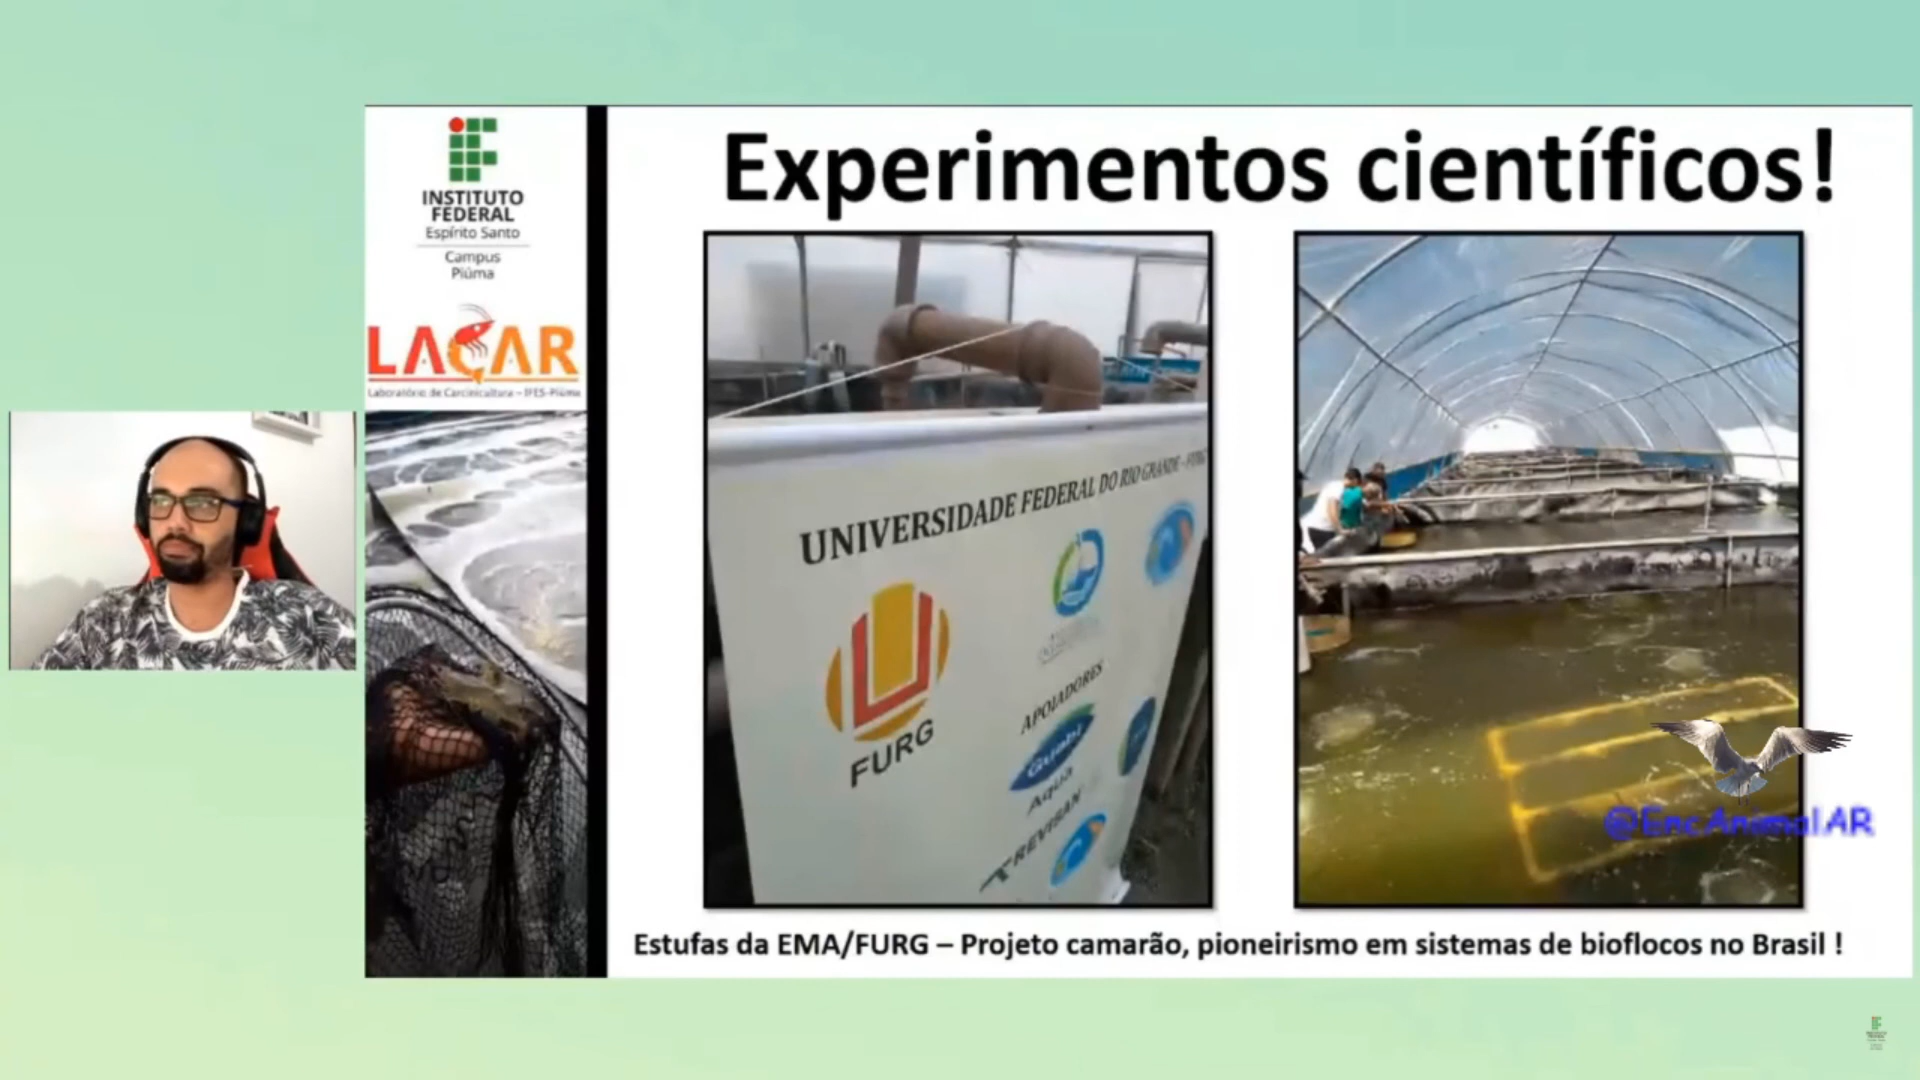 Experimentos científicos!
INSTITUTO
FEDERAL
Espírito Santo
Campus
Piúma
LACAR
Laboratório de Carcinicultura – IFES-Piúma
UNIVERSIDADE FEDERAL DO RIO GRANDE - FURG
FURG
APOIADORES
Guabi
Aqua
TREVISAN
@EncAnimalAR
Estufas da EMA/FURG – Projeto camarão, pioneirismo em sistemas de bioflocos no Brasil !